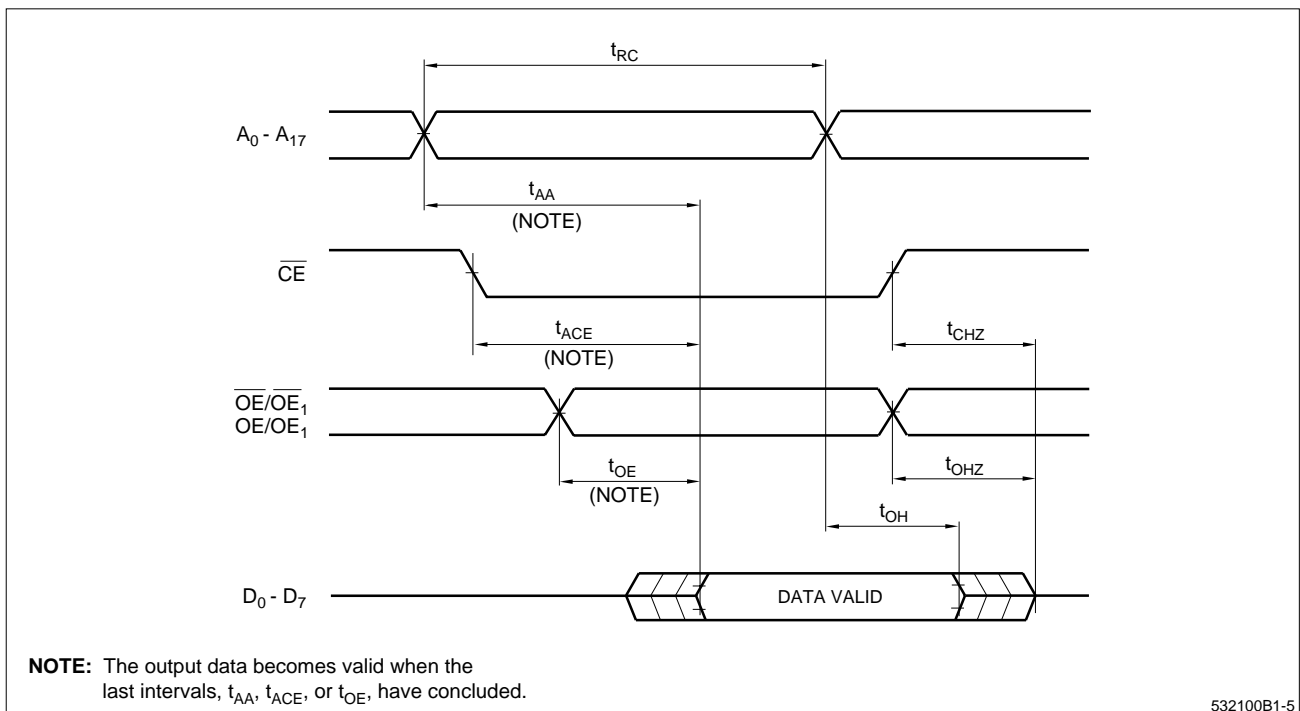 tRC
A0 - A17
tAA
(NOTE)
CE
tACE
(NOTE)
tCHZ
OE/OE1
OE/OE1
tOE
(NOTE)
tOHZ
tOH
D0 - D7
DATA VALID
NOTE: The output data becomes valid when the
last intervals, tAA, tACE, or tOE, have concluded.
532100B1-5